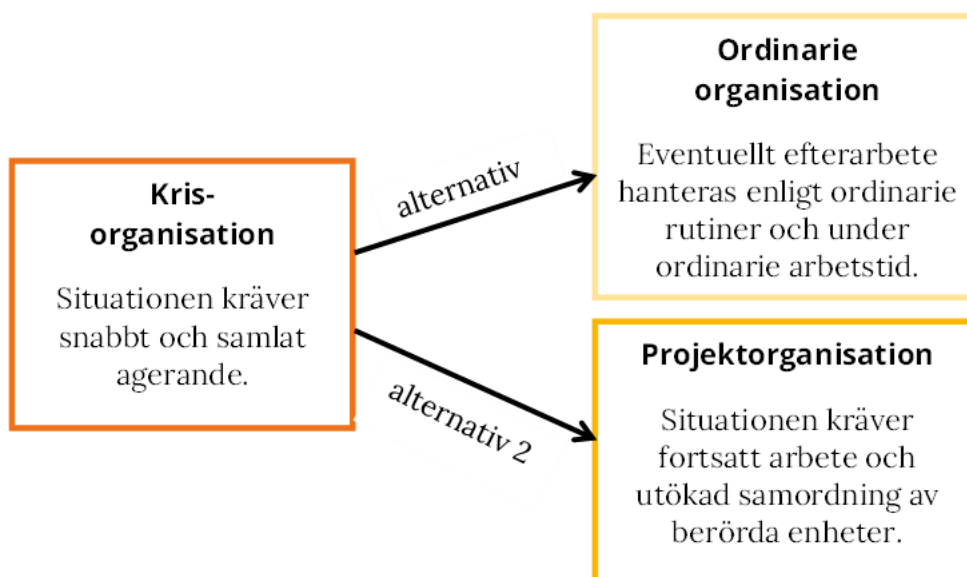 Kris-
organisation
Situationen kräver
snabbt och samlat
agerande.
alternativ
Ordinarie
organisation
Eventuellt efterarbete
hanteras enligt ordinarie
rutiner och under
ordinarie arbetstid.
alternativ 2
Projektorganisation
Situationen kräver
fortsatt arbete och
utökad samordning av
berörda enheter.